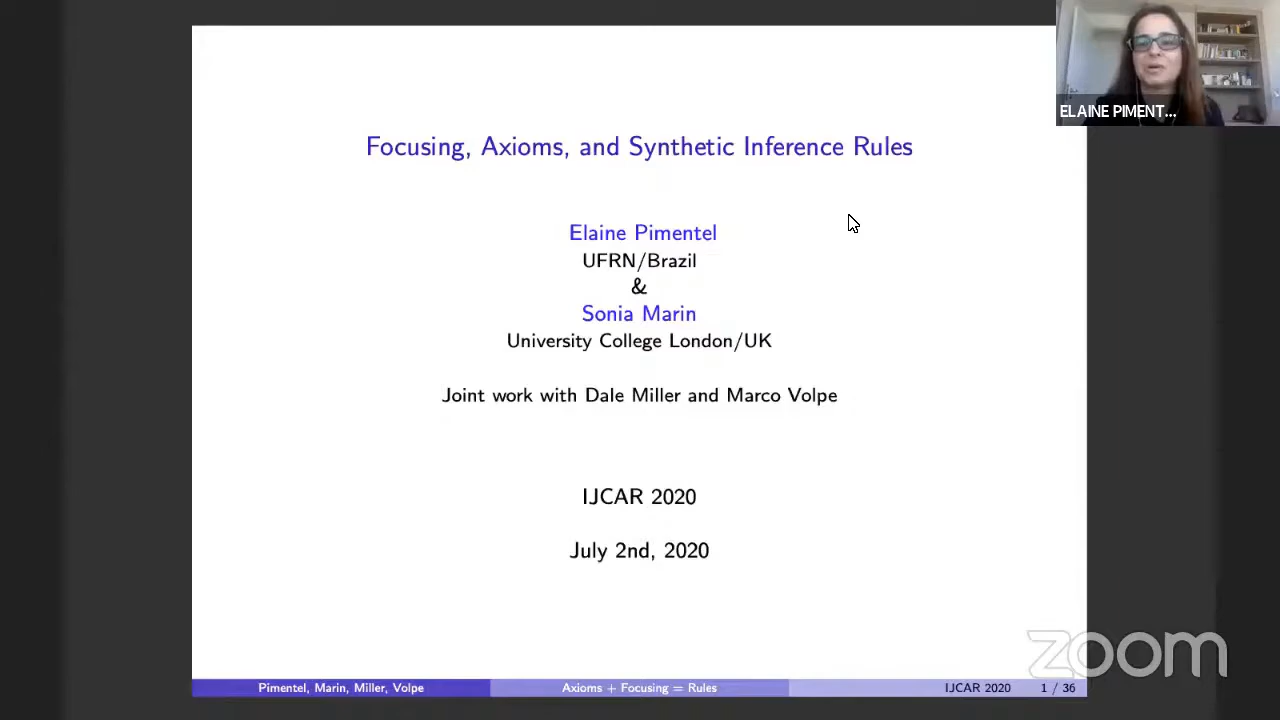 ELAINE PIMENT...
Focusing, Axioms, and Synthetic Inference Rules
Elaine Pimentel
UFRN/Brazil
&
Sonia Marin
University College London/UK
Joint work with Dale Miller and Marco Volpe
IJCAR 2020
July 2nd, 2020
zoom
Pimentel, Marin, Miller, Volpe
Axioms + Focusing = Rules
IJCAR 2020
1 / 36